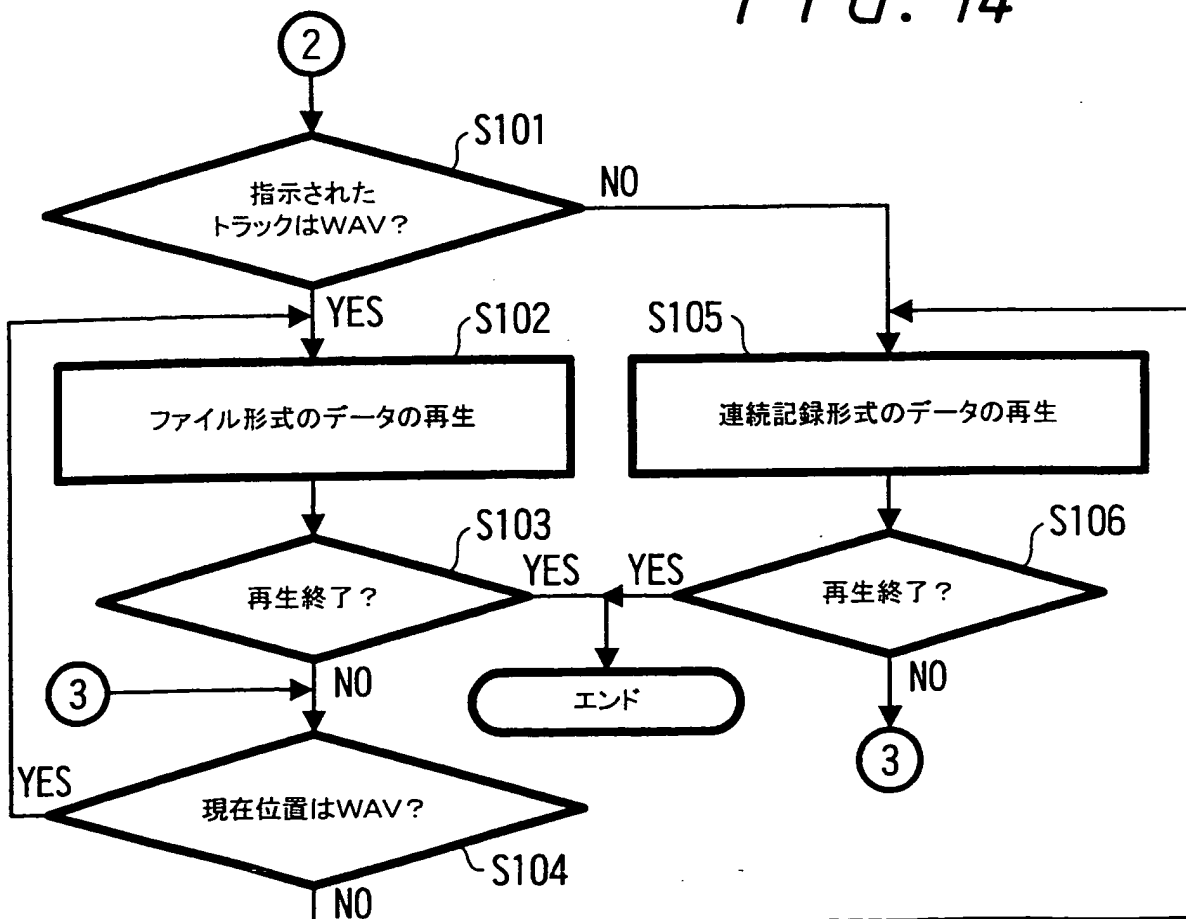 FIG. 14
2
S101
指示された
トラックはWAV?
NO
YES
S102
S105
ファイル形式のデータの再生
連続記録形式のデータの再生
S103
S106
再生終了?
YES
YES
再生終了?
3
NO
エンド
NO
3
YES
現在位置はWAV?
S104
NO